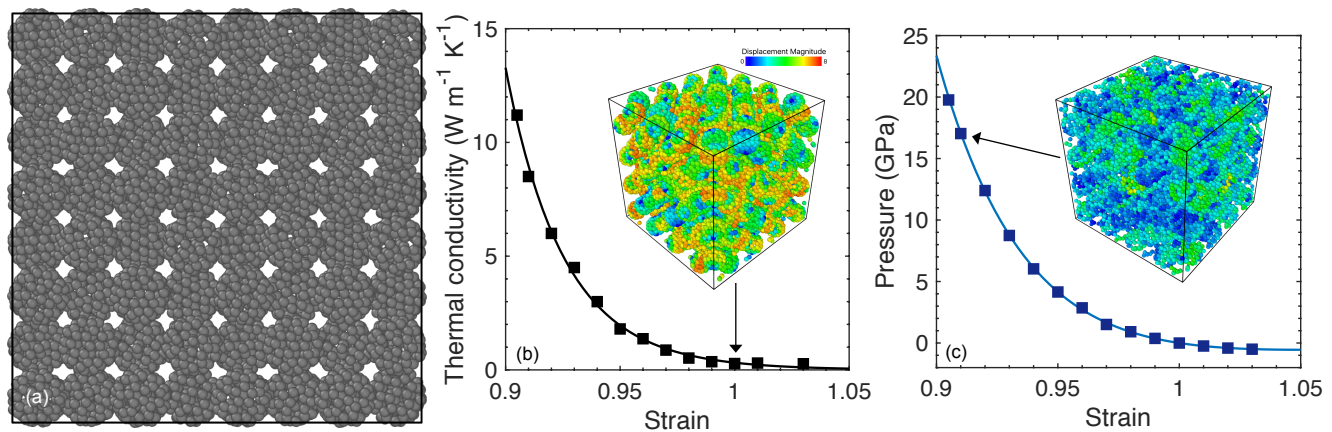 (a)
Thermal conductivity (W m⁻¹ K⁻¹)
15
10
5
0
0.9
0.95
1
1.05
Strain
(b)
Displacement Magnitude
0
8
Pressure (GPa)
25
20
15
10
5
0
0.9
0.95
1
1.05
Strain
(c)